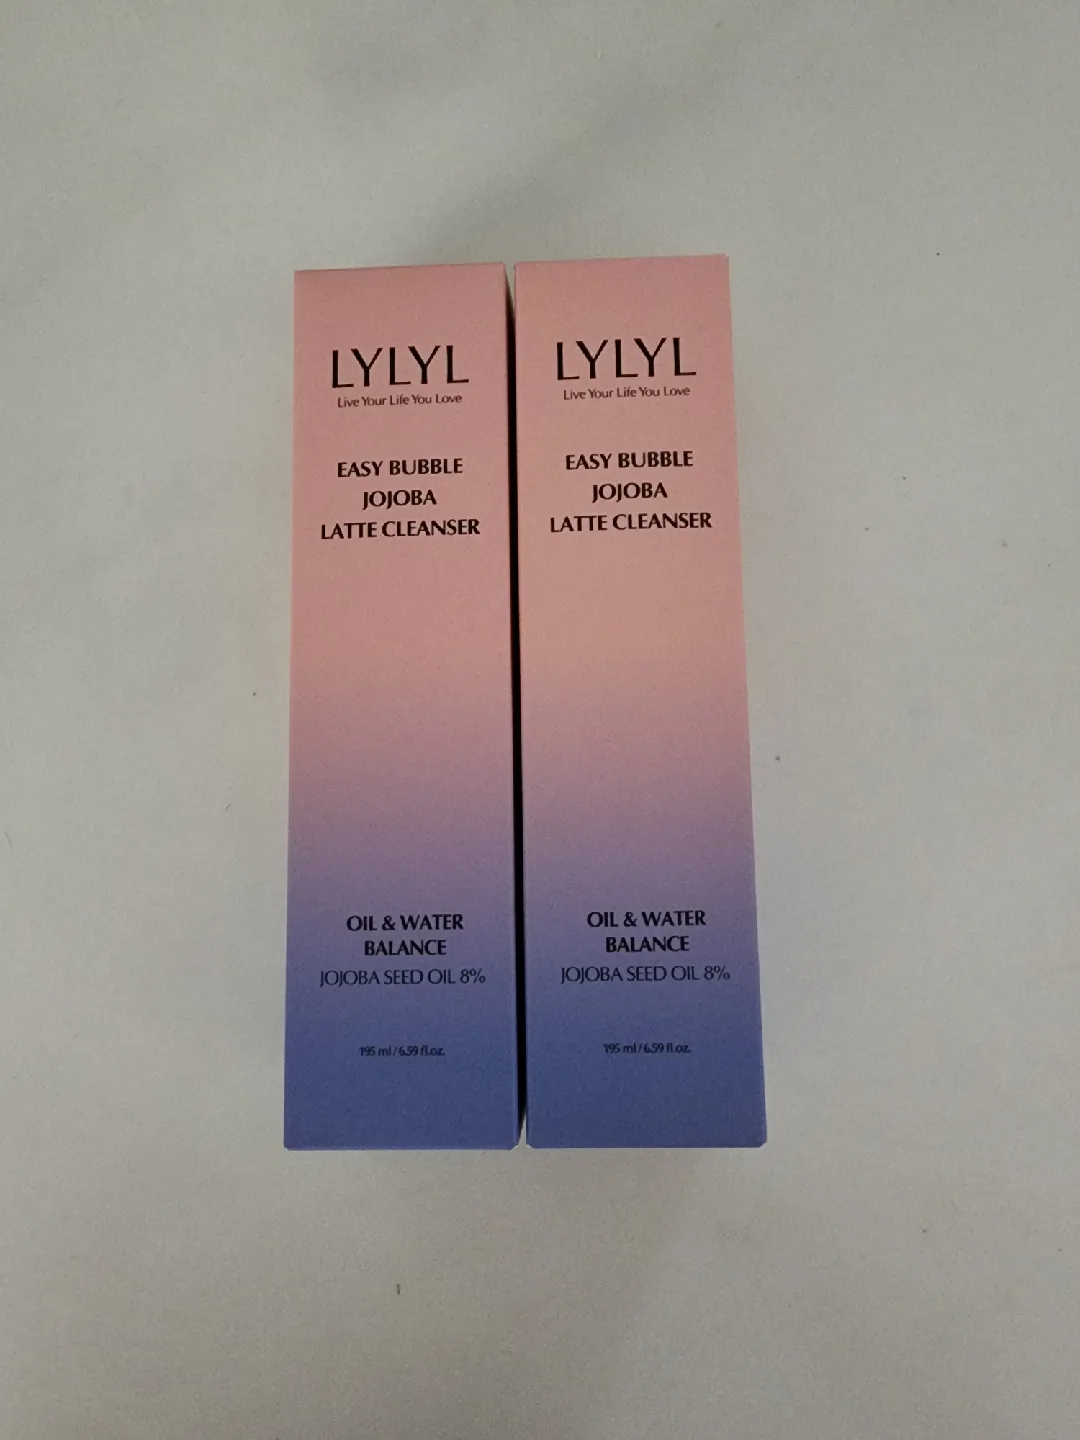 LYLYL
Live Your Life You Love
EASY BUBBLE
JOJOBA
LATTE CLEANSER
OIL & WATER
BALANCE
JOJOBA SEED OIL 8%
195 ml / 6.59 fl.oz.
LYLYL
Live Your Life You Love
EASY BUBBLE
JOJOBA
LATTE CLEANSER
OIL & WATER
BALANCE
JOJOBA SEED OIL 8%
195 ml / 6.59 fl.oz.